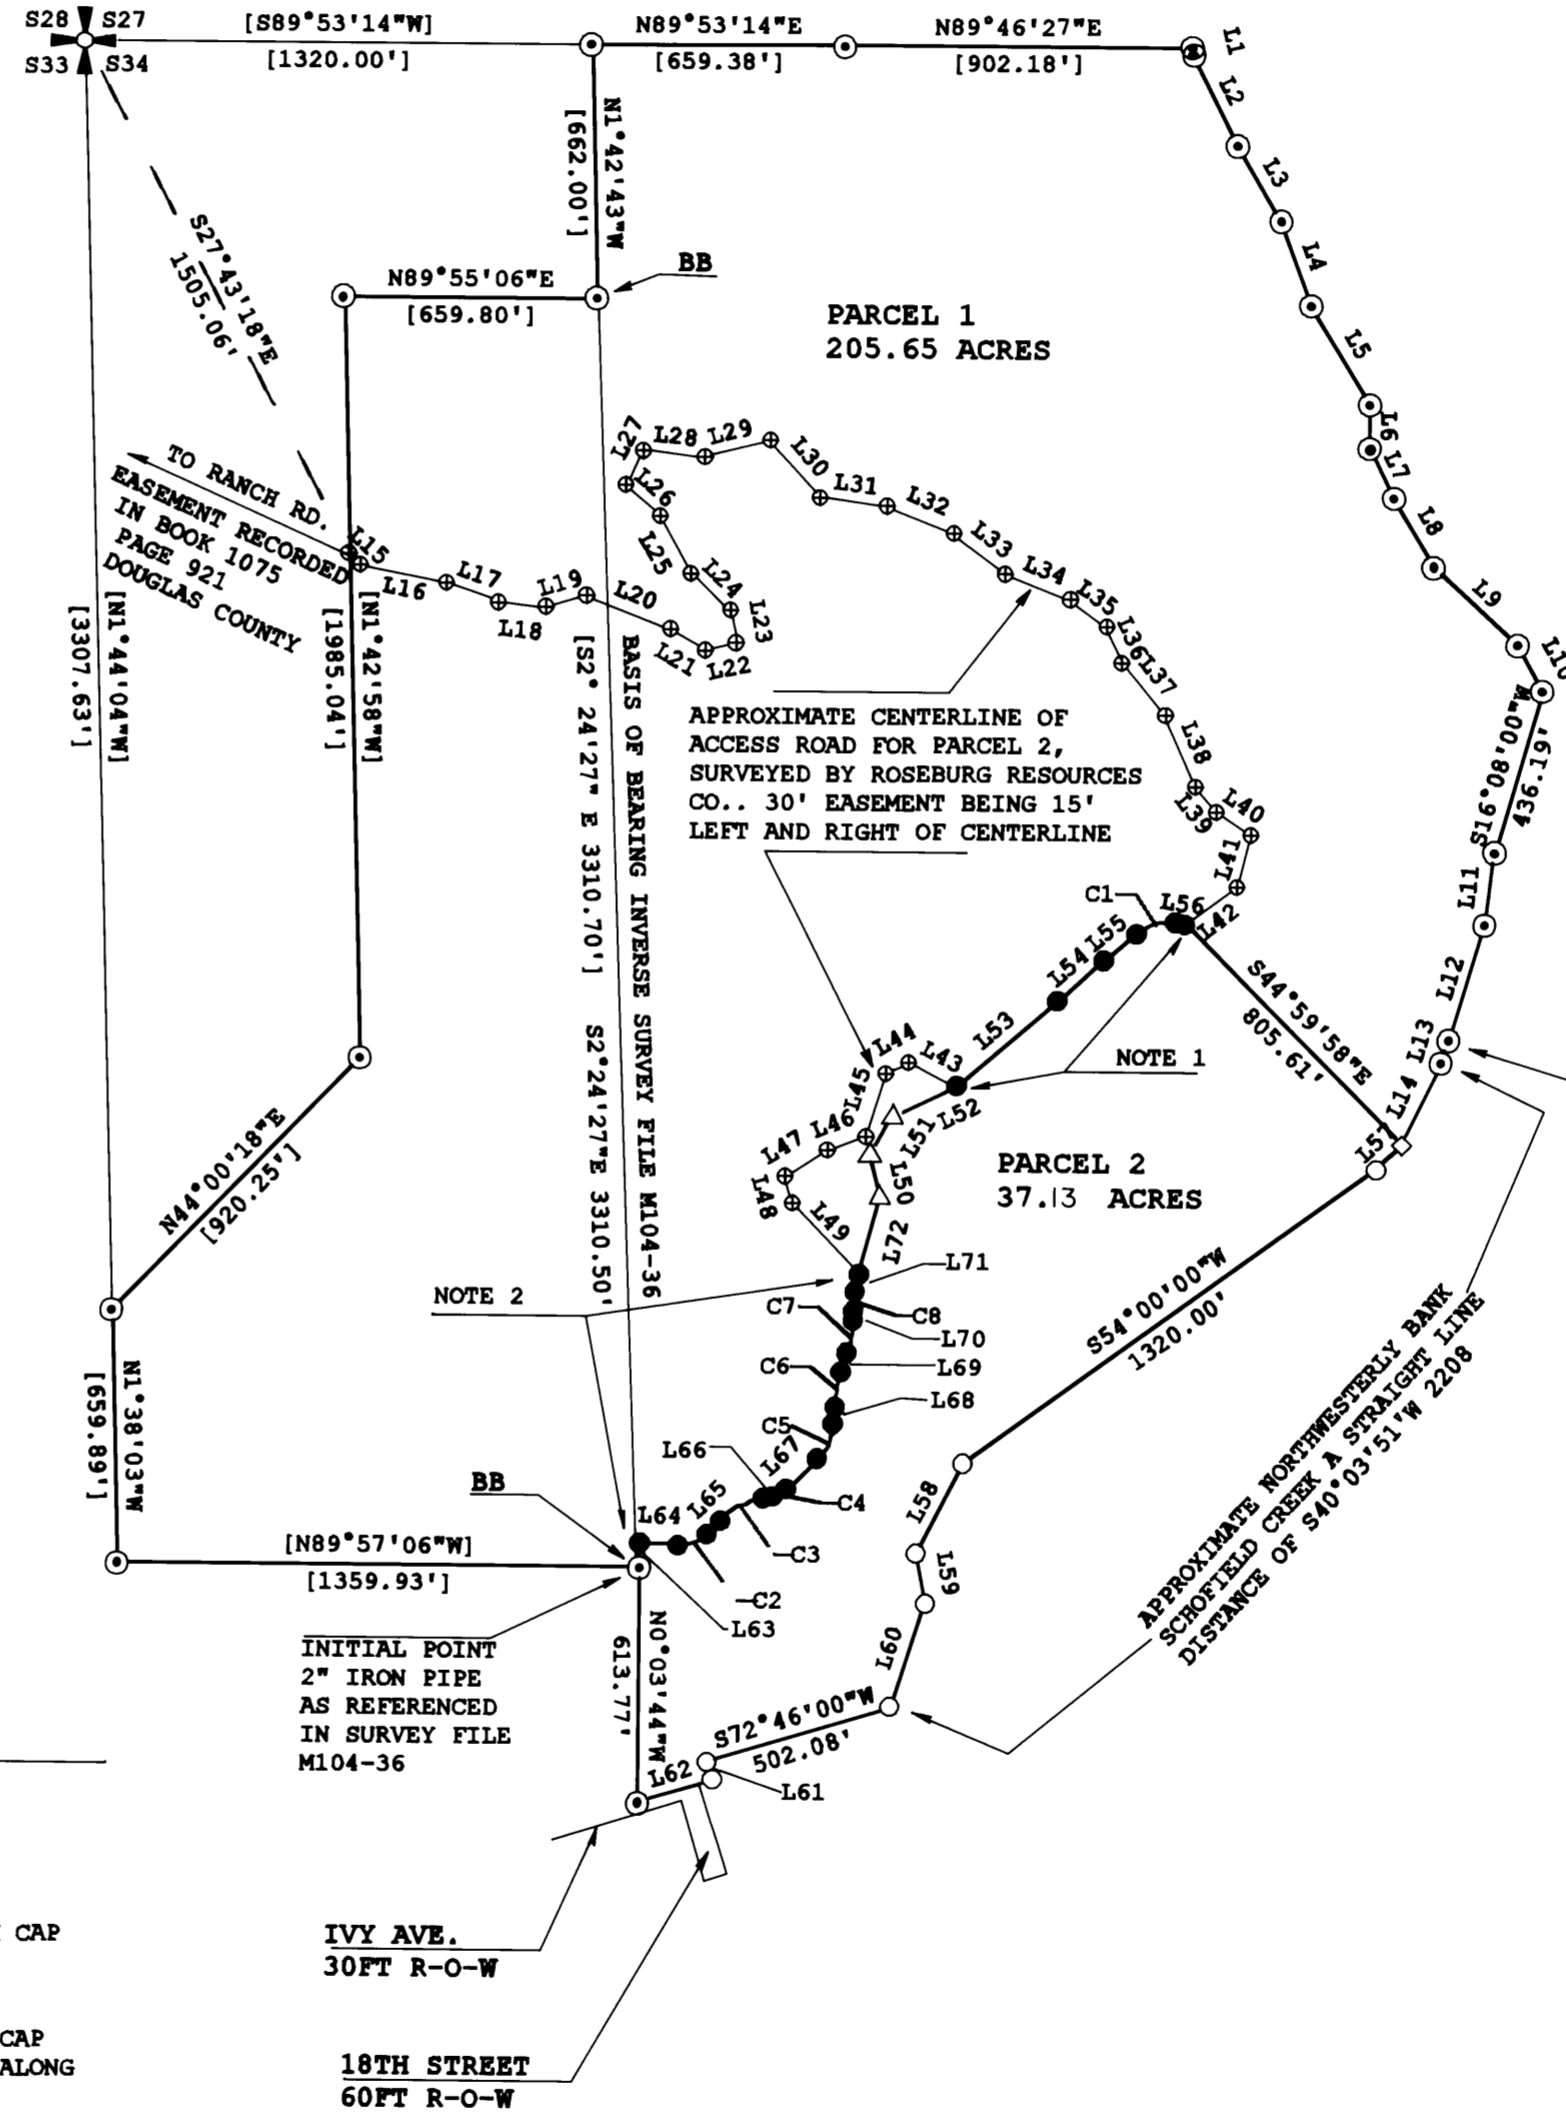 S28 S27
S33 S34
[S89°53'14"W]
[1320.00']
N89°53'14"E
[659.38']
N89°46'27"E
[902.18']
L1
L2
L3
L4
L5
L6
L7
L8
L9
L10
N1°42'43"W
[662.00']
S27°43'18"E
1505.06'
N89°55'06"E
[659.80']
BB
PARCEL 1
205.65 ACRES
TO RANCH RD.
EASEMENT RECORDED
IN BOOK 1075
PAGE 921
DOUGLAS COUNTY
L15
L16
L17
L18
L19
L20
L21
L22
L23
L24
L25
L26
L27
L28
L29
L30
L31
L32
L33
L34
L35
L36
L37
L38
L39
L40
L41
L42
[N1°44'04"W]
[3307.63']
[N1°42'58"W]
[1985.04']
BASIS OF BEARING INVERSE SURVEY FILE M104-36
[S2° 24'27" E 3310.70']
S2°24'27"E 3310.50'
APPROXIMATE CENTERLINE OF
ACCESS ROAD FOR PARCEL 2,
SURVEYED BY ROSEBURG RESOURCES
CO.. 30' EASEMENT BEING 15'
LEFT AND RIGHT OF CENTERLINE
S16°08'00"W
436.19'
L11
L12
L13
L14
C1
L56
L55
L54
L53
L52
L51
L50
L72
L43
L44
L45
L46
L47
L48
L49
NOTE 1
S44°59'58"E
805.61'
L57
PARCEL 2
37.13 ACRES
S54°00'00"W
1320.00'
N44°00'18"E
[920.25']
N1°38'03"W
[659.89']
NOTE 2
L71
C8
C7
L70
L69
C6
L68
C5
L67
L66
C4
L65
C3
L64
C2
L63
BB
[N89°57'06"W]
[1359.93']
INITIAL POINT
2" IRON PIPE
AS REFERENCED
IN SURVEY FILE
M104-36
N0°03'44"W
613.77'
L58
L59
L60
S72°46'00"W
502.08'
L61
L62
APPROXIMATE NORTHWESTERLY BANK
SCHOFIELD CREEK A STRAIGHT LINE
DISTANCE OF S40°03'51'W 2208
CAP
IVY AVE.
30FT R-O-W
CAP
ALONG
18TH STREET
60FT R-O-W